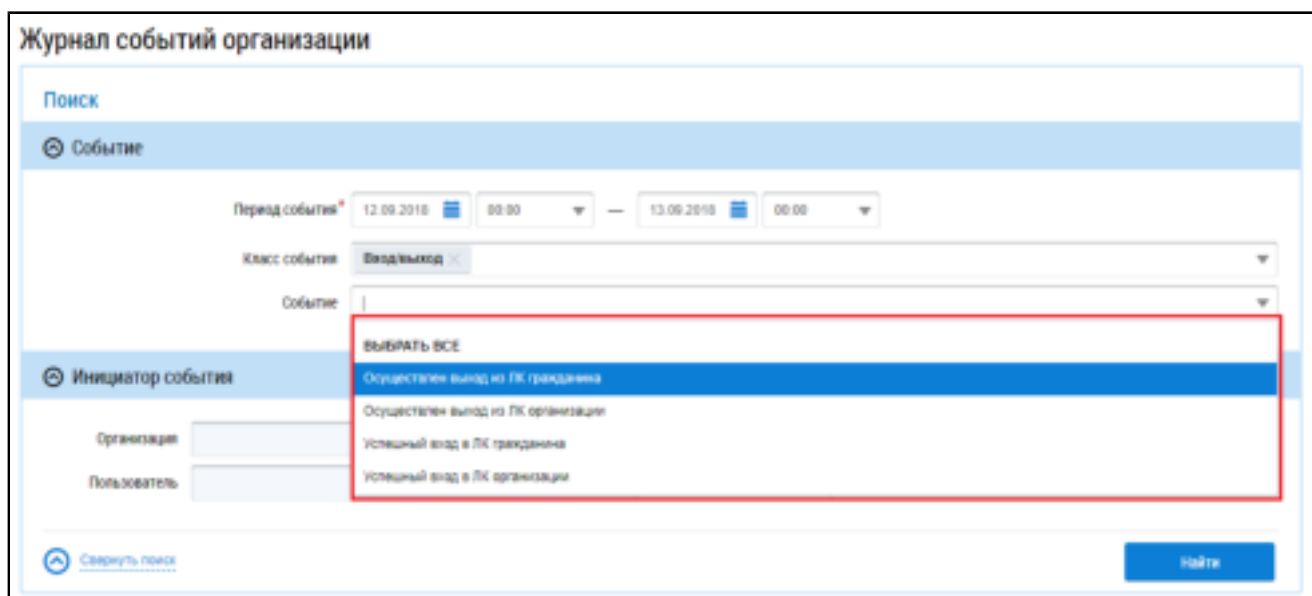 Журнал событий организации
Поиск
Событие
Период события* 12.09.2018 00:00 — 13.09.2018 00:00
Класс события Вход/выход ×
Событие
ВЫБРАТЬ ВСЕ
Инициатор события Осуществлен выход из ЛК гражданина
Осуществлен выход из ЛК организации
Организация
Успешный вход в ЛК гражданина
Пользователь Успешный вход в ЛК организации
Свернуть поиск Найти